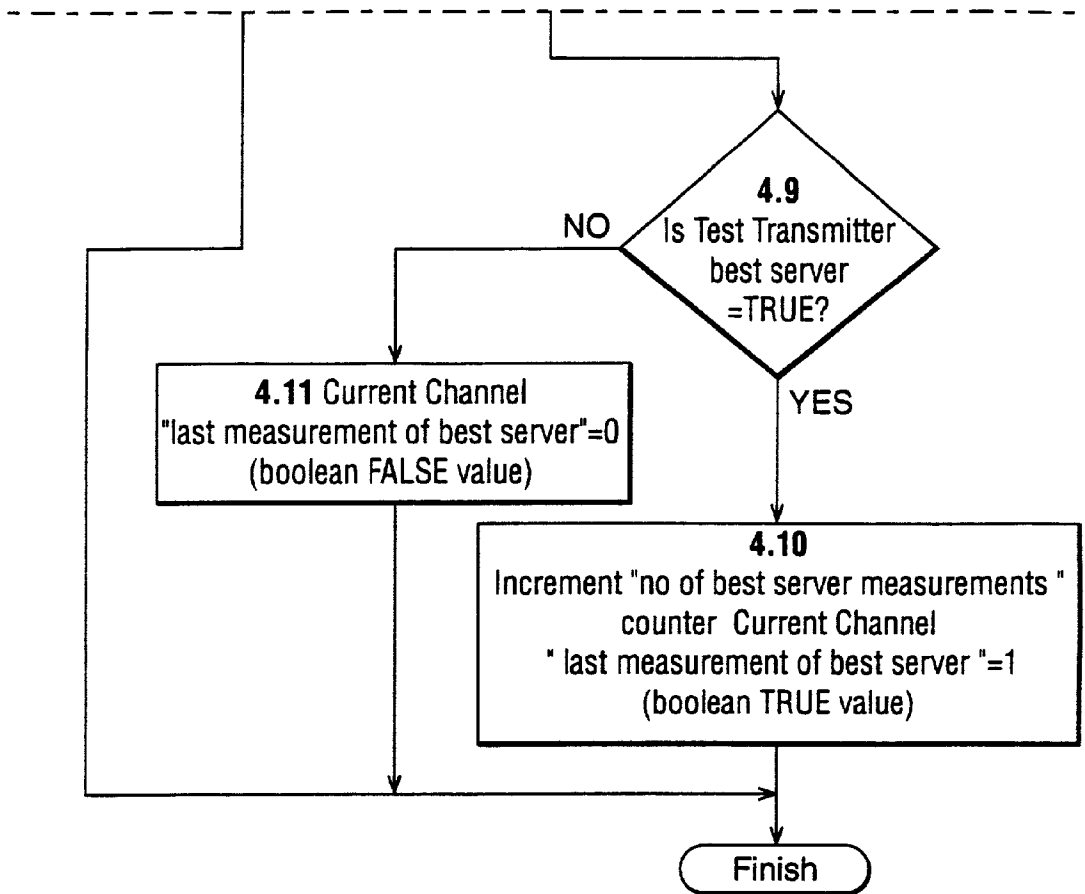 4.9
Is Test Transmitter
best server
=TRUE?
NO
YES
4.11 Current Channel
"last measurement of best server"=0
(boolean FALSE value)
4.10
Increment "no of best server measurements "
counter Current Channel
" last measurement of best server "=1
(boolean TRUE value)
Finish